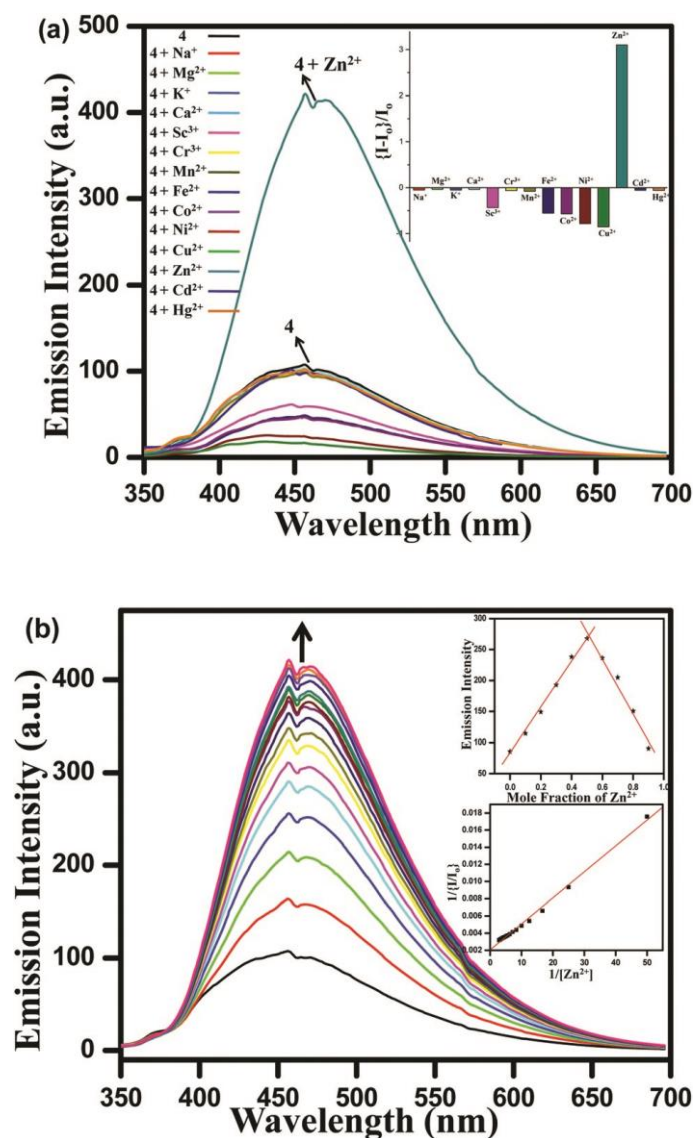 (a)
500
400
300
200
100
0
Emission Intensity (a.u.)
4
4 + Na⁺
4 + Mg²⁺
4 + K⁺
4 + Ca²⁺
4 + Sc³⁺
4 + Cr³⁺
4 + Mn²⁺
4 + Fe²⁺
4 + Co²⁺
4 + Ni²⁺
4 + Cu²⁺
4 + Zn²⁺
4 + Cd²⁺
4 + Hg²⁺
4 + Zn²⁺
4
{I-I₀}/I₀
3
2
1
0
-1
Zn²⁺
Mg²⁺ Ca²⁺ Cr³⁺ Fe²⁺ Ni²⁺ Cd²⁺
Na⁺ K⁺ Sc³⁺ Mn²⁺ Co²⁺ Cu²⁺ Hg²⁺
350 400 450 500 550 600 650 700
Wavelength (nm)
(b)
400
300
200
100
0
Emission Intensity (a.u.)
300
250
200
150
100
50
Emission Intensity
0.0 0.2 0.4 0.6 0.8 1.0
Mole Fraction of Zn²⁺
0.018
0.016
0.014
0.012
0.010
0.008
0.006
0.004
0.002
1/{I/I₀}
0 10 20 30 40 50
1/[Zn²⁺]
350 400 450 500 550 600 650 700
Wavelength (nm)